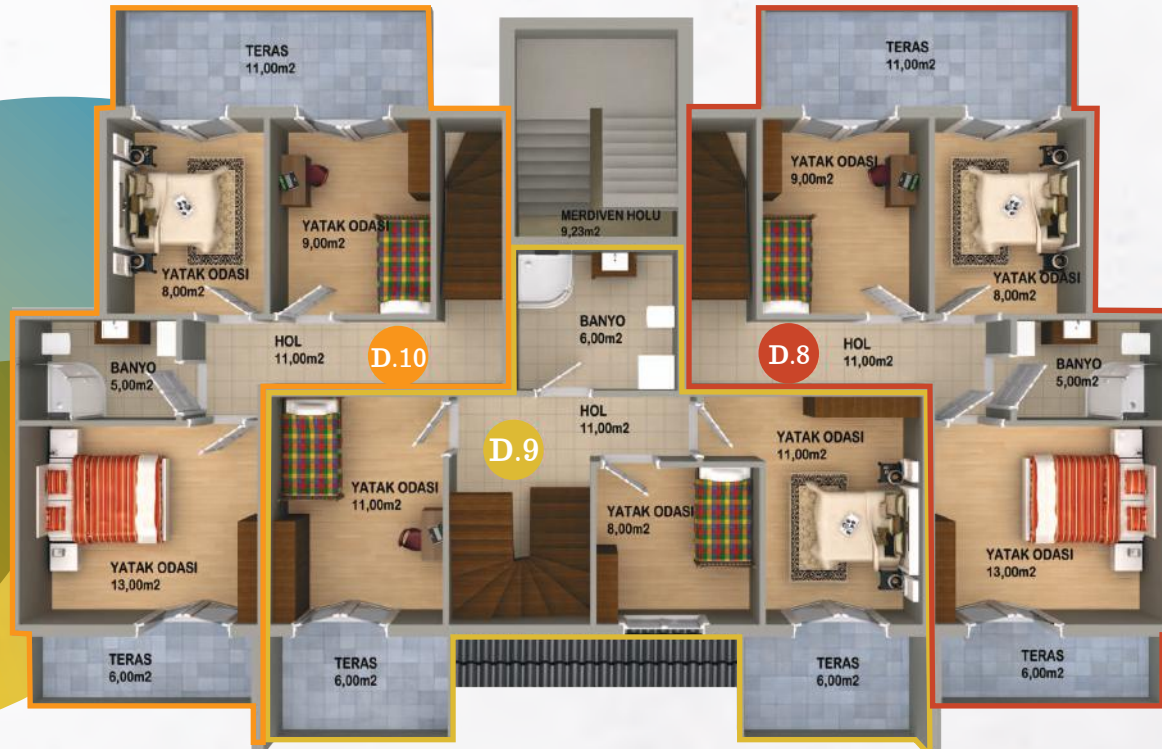 TERAS
11,00m2
YATAK ODASI
8,00m2
YATAK ODASI
9,00m2
HOL
11,00m2
D.10
BANYO
5,00m2
YATAK ODASI
13,00m2
TERAS
6,00m2
MERDIVEN HOLU
9,23m2
BANYO
6,00m2
HOL
11,00m2
D.9
YATAK ODASI
11,00m2
YATAK ODASI
8,00m2
YATAK ODASI
11,00m2
TERAS
6,00m2
TERAS
6,00m2
TERAS
11,00m2
YATAK ODASI
9,00m2
YATAK ODASI
8,00m2
D.8
HOL
11,00m2
BANYO
5,00m2
YATAK ODASI
13,00m2
TERAS
6,00m2